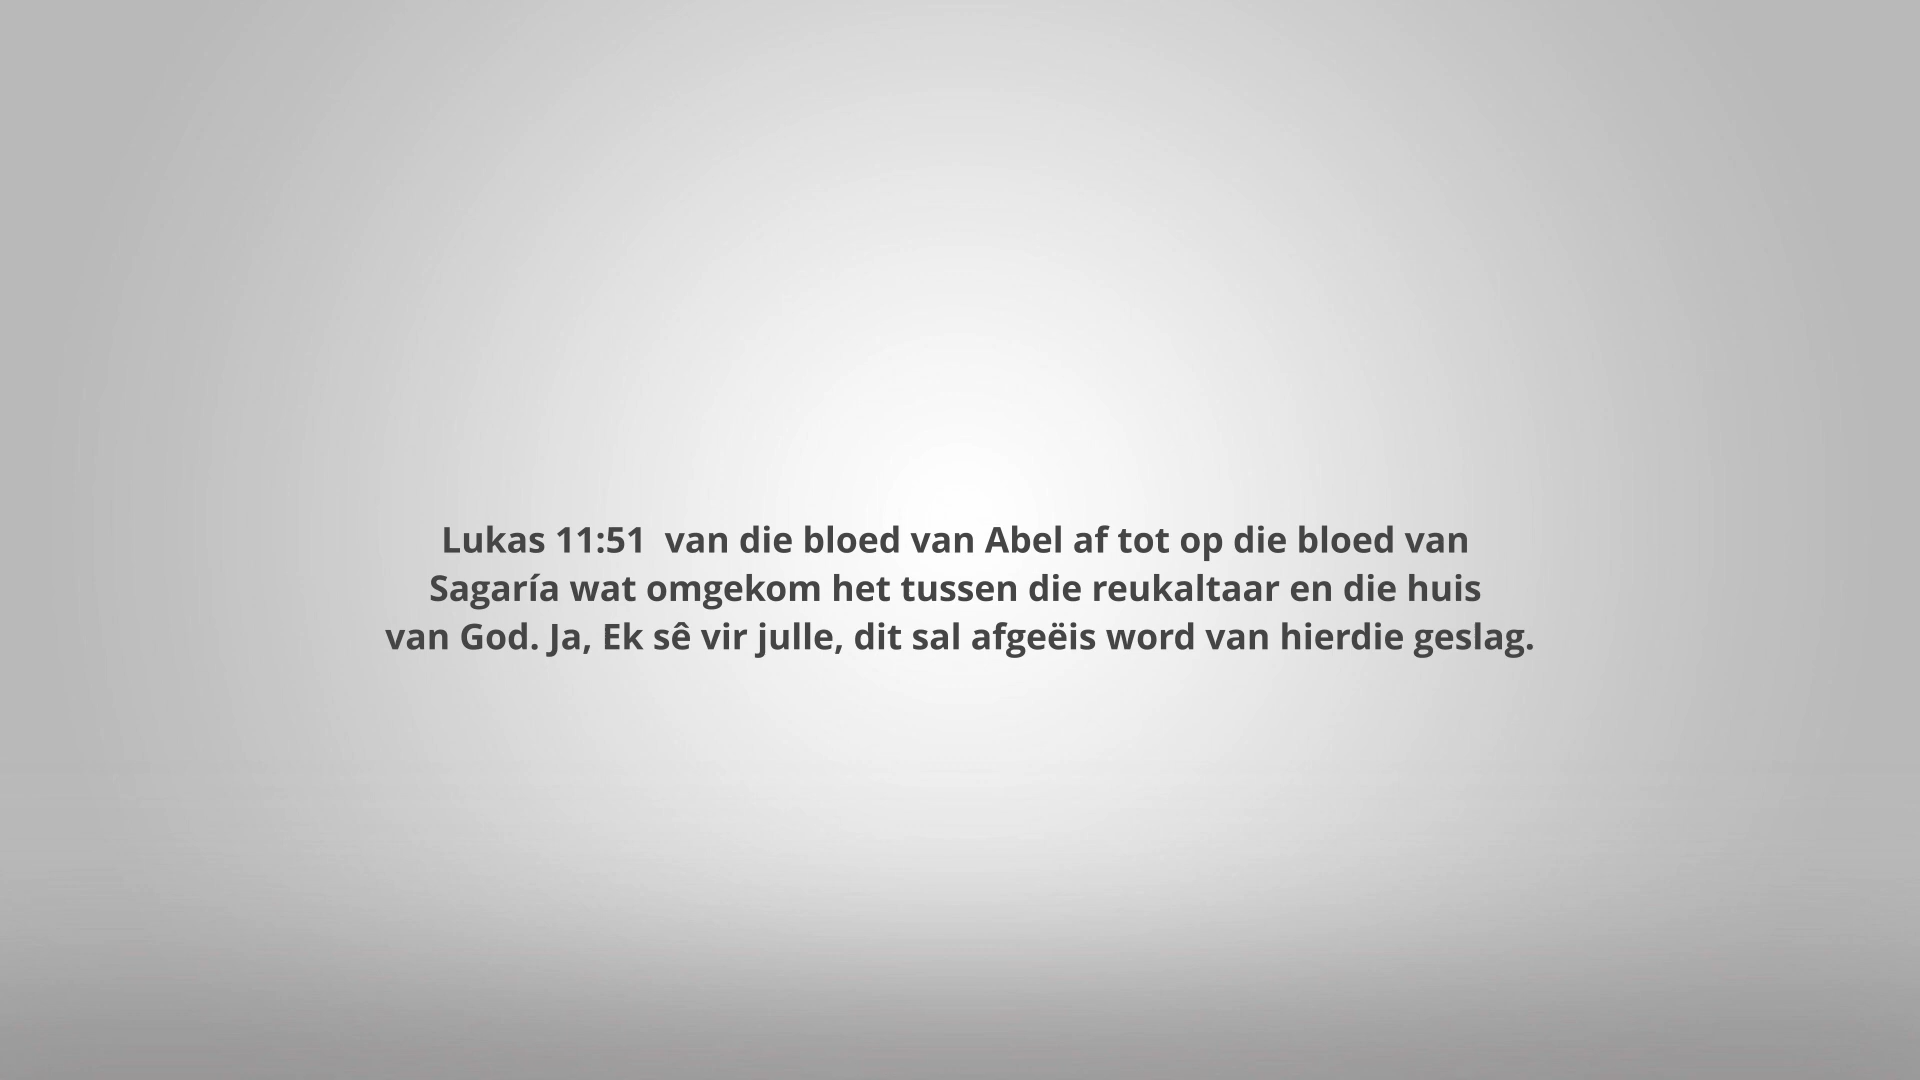 Lukas 11:51  van die bloed van Abel af tot op die bloed van
Sagaría wat omgekom het tussen die reukaltaar en die huis
van God. Ja, Ek sê vir julle, dit sal afgeëis word van hierdie geslag.